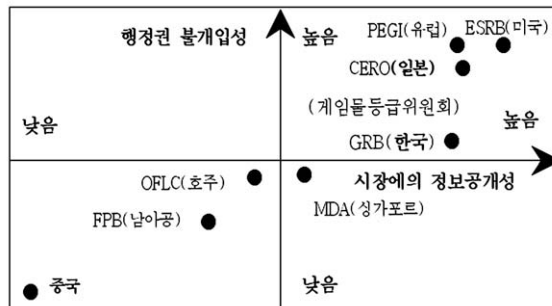 행정권 불개입성 높음 PEGI(유럽) ESRB(미국)
CERO(일본)
(게임물등급위원회)
낮음 높음
GRB(한국)
OFLC(호주) 시장에의 정보공개성
FPB(남아공) MDA(싱가포르)
중국 낮음